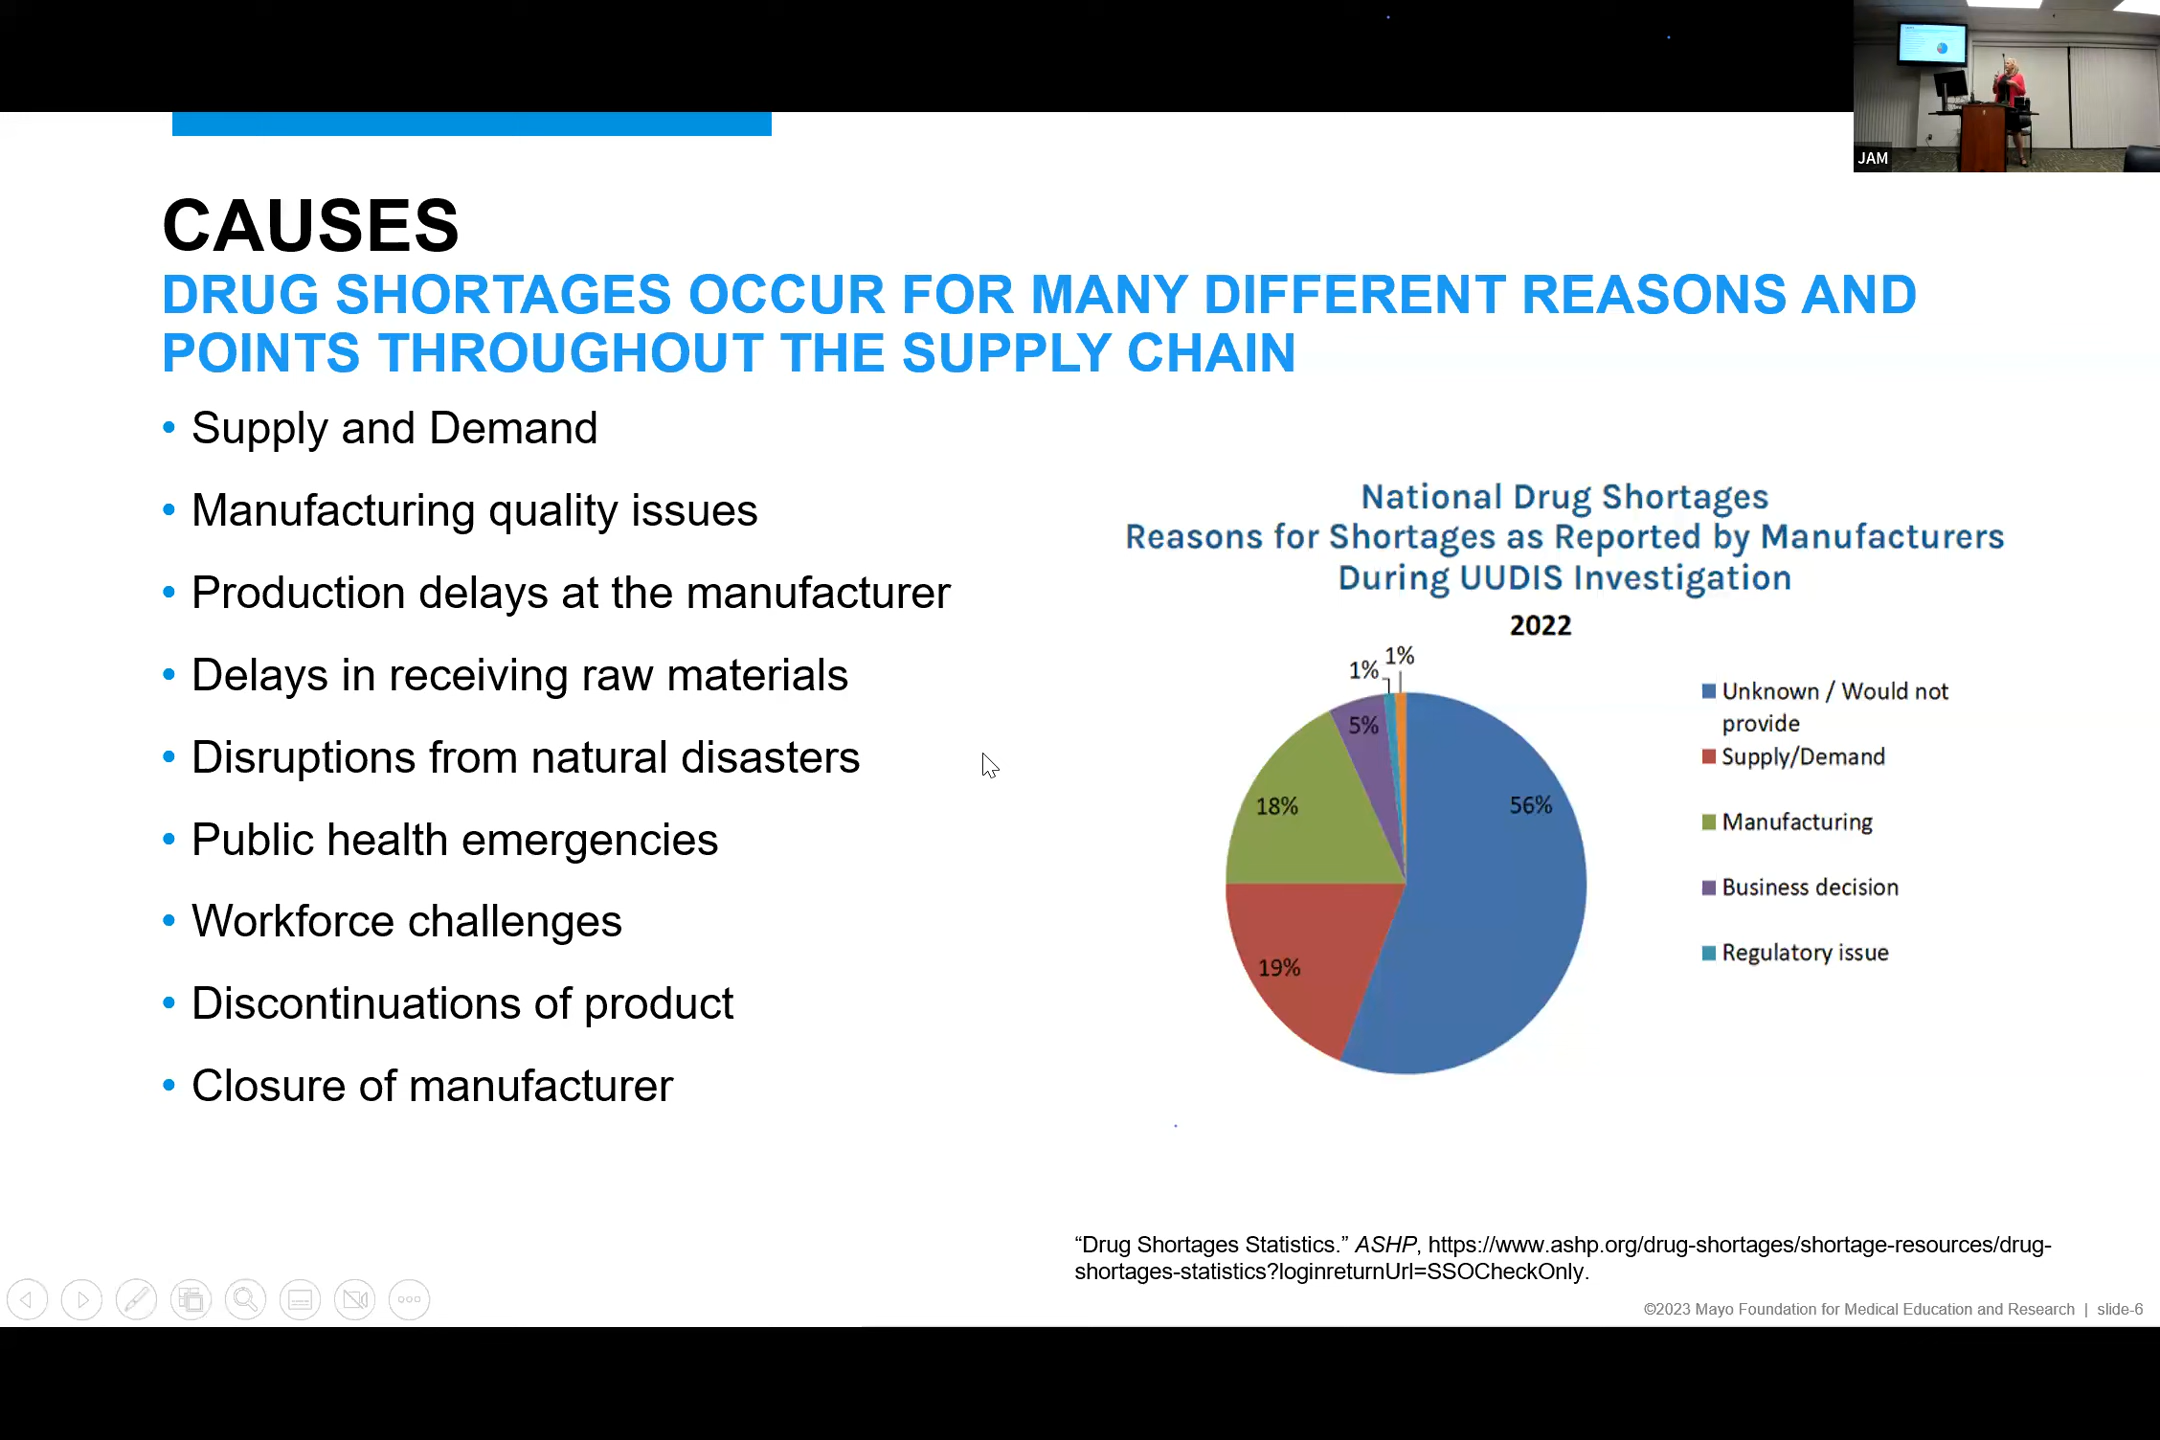 JAM
CAUSES
DRUG SHORTAGES OCCUR FOR MANY DIFFERENT REASONS AND
POINTS THROUGHOUT THE SUPPLY CHAIN
• Supply and Demand
• Manufacturing quality issues
• Production delays at the manufacturer
• Delays in receiving raw materials
• Disruptions from natural disasters
• Public health emergencies
• Workforce challenges
• Discontinuations of product
• Closure of manufacturer
National Drug Shortages
Reasons for Shortages as Reported by Manufacturers
During UUDIS Investigation
2022
1%
1%
5%
18%
56%
19%
Unknown / Would not
provide
Supply/Demand
Manufacturing
Business decision
Regulatory issue
“Drug Shortages Statistics.” ASHP, https://www.ashp.org/drug-shortages/shortage-resources/drug-
shortages-statistics?loginreturnUrl=SSOCheckOnly.
©2023 Mayo Foundation for Medical Education and Research | slide-6